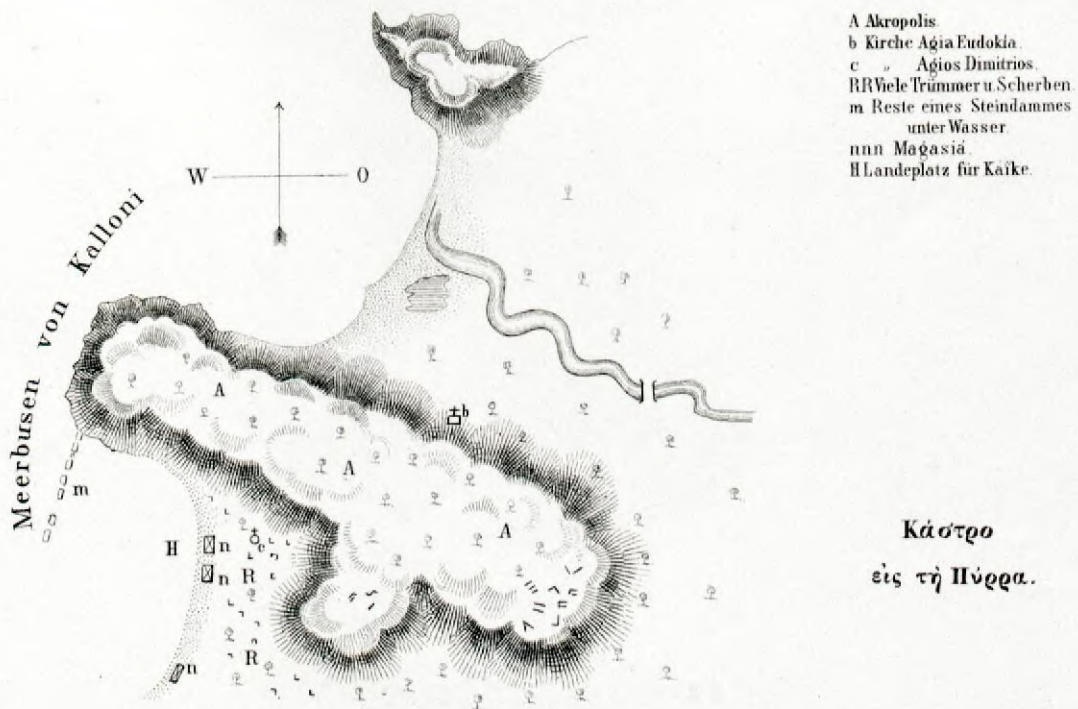 A Akropolis.
b Kirche Agia Eudokia.
c „ Agios Dimitrios.
RR Viele Trümmer u. Scherben.
m Reste eines Steindammes
unter Wasser.
nnn Magasiá.
H Landeplatz für Kaïke.
W O
Meerbusen von Kalloni
A
b
A
m
A
H
n
c
n
R
R
n
Κάστρο
εἰς τὴ Πύρρα.